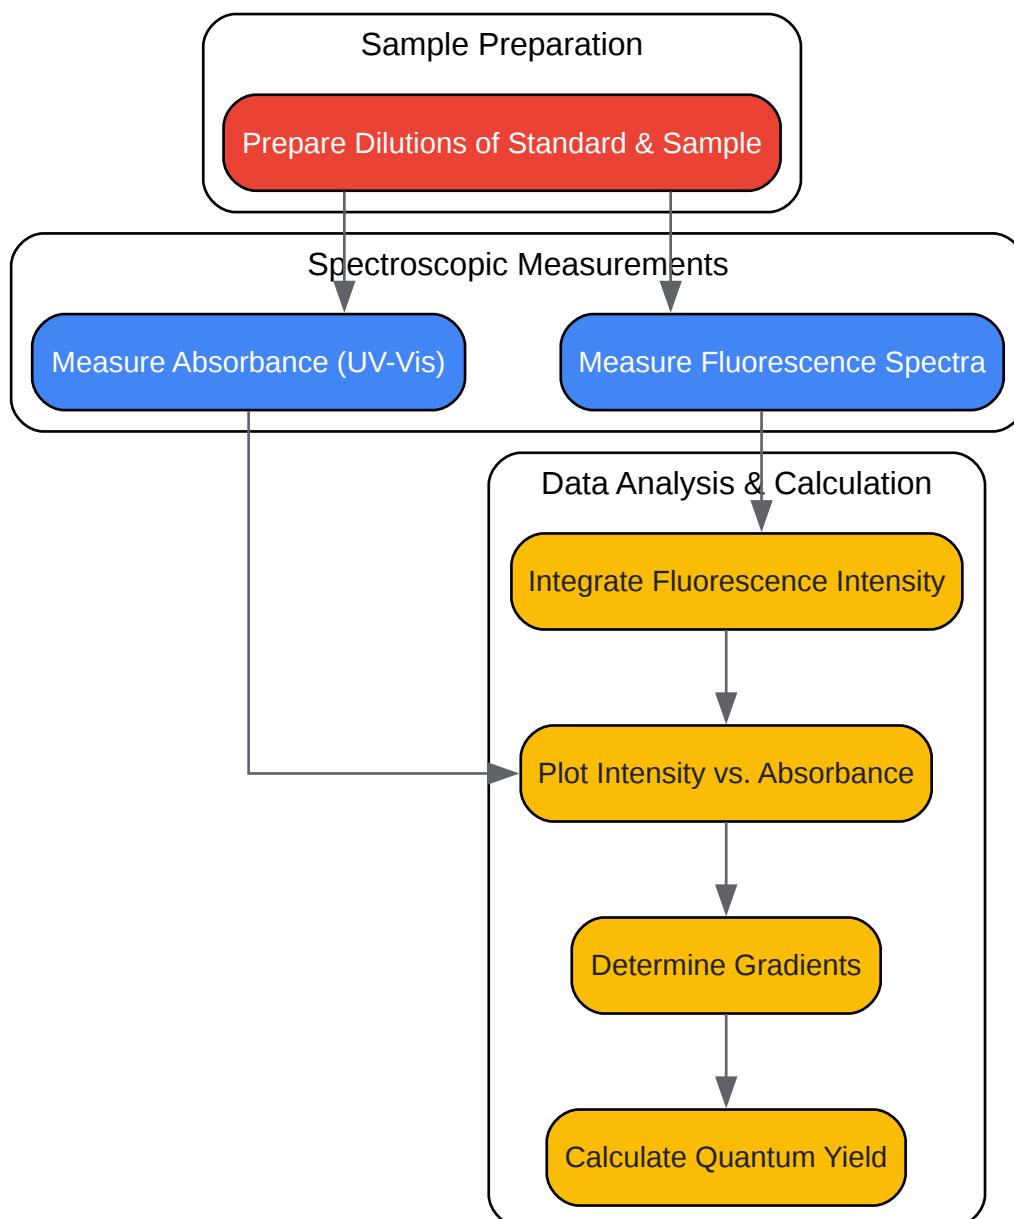 Sample Preparation
Prepare Dilutions of Standard & Sample
Spectroscopic Measurements
Measure Absorbance (UV-Vis)
Measure Fluorescence Spectra
Data Analysis & Calculation
Integrate Fluorescence Intensity
Plot Intensity vs. Absorbance
Determine Gradients
Calculate Quantum Yield